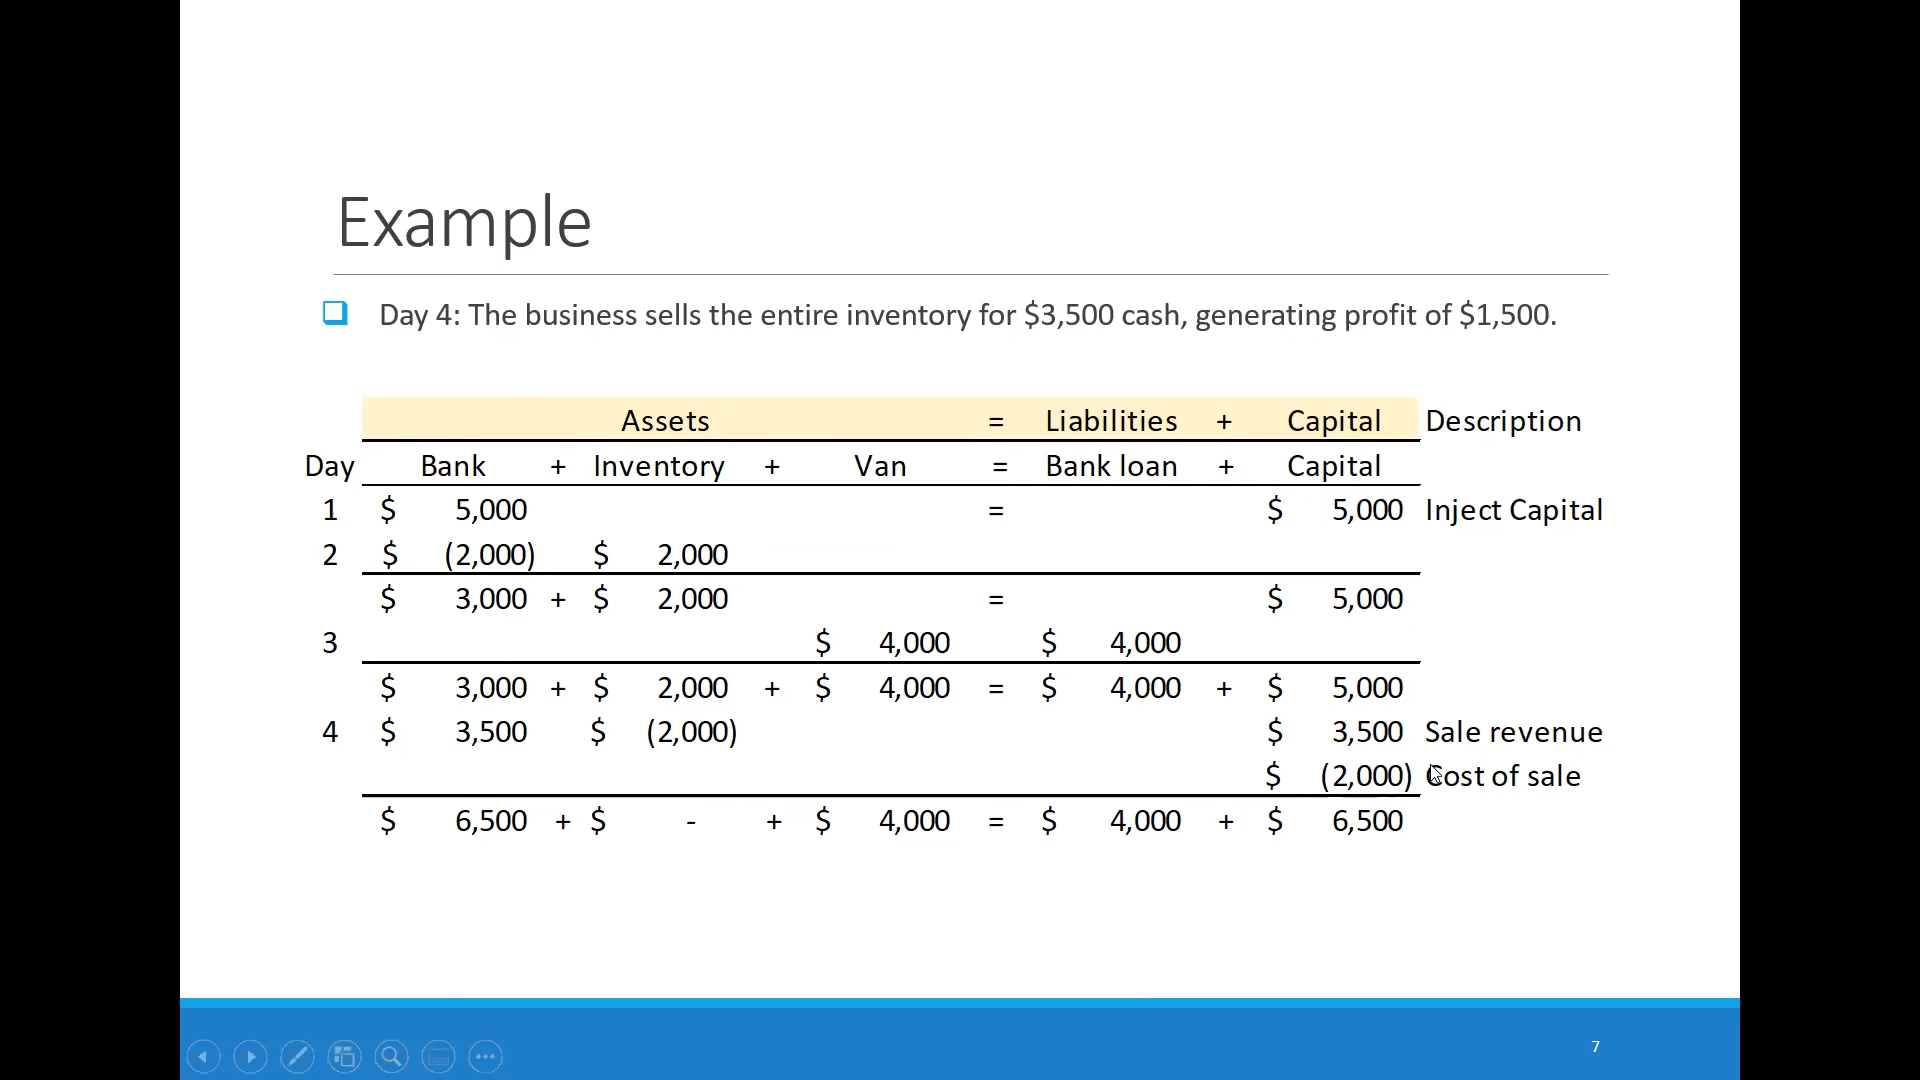 Example
Day 4: The business sells the entire inventory for $3,500 cash, generating profit of $1,500.
Assets = Liabilities + Capital Description
Day Bank + Inventory + Van = Bank loan + Capital
1 $ 5,000 = $ 5,000 Inject Capital
2 $ (2,000) $ 2,000
$ 3,000 + $ 2,000 = $ 5,000
3 $ 4,000 $ 4,000
$ 3,000 + $ 2,000 + $ 4,000 = $ 4,000 + $ 5,000
4 $ 3,500 $ (2,000) $ 3,500 Sale revenue
$ (2,000) Cost of sale
$ 6,500 + $ - + $ 4,000 = $ 4,000 + $ 6,500
7